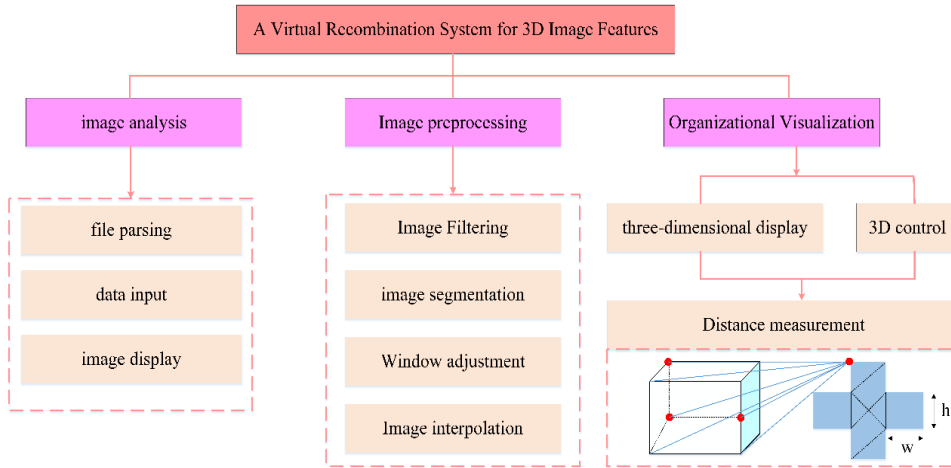 A Virtual Recombination System for 3D Image Features
image analysis
Image preprocessing
Organizational Visualization
file parsing
data input
image display
Image Filtering
image segmentation
Window adjustment
Image interpolation
three-dimensional display
3D control
Distance measurement
h
w